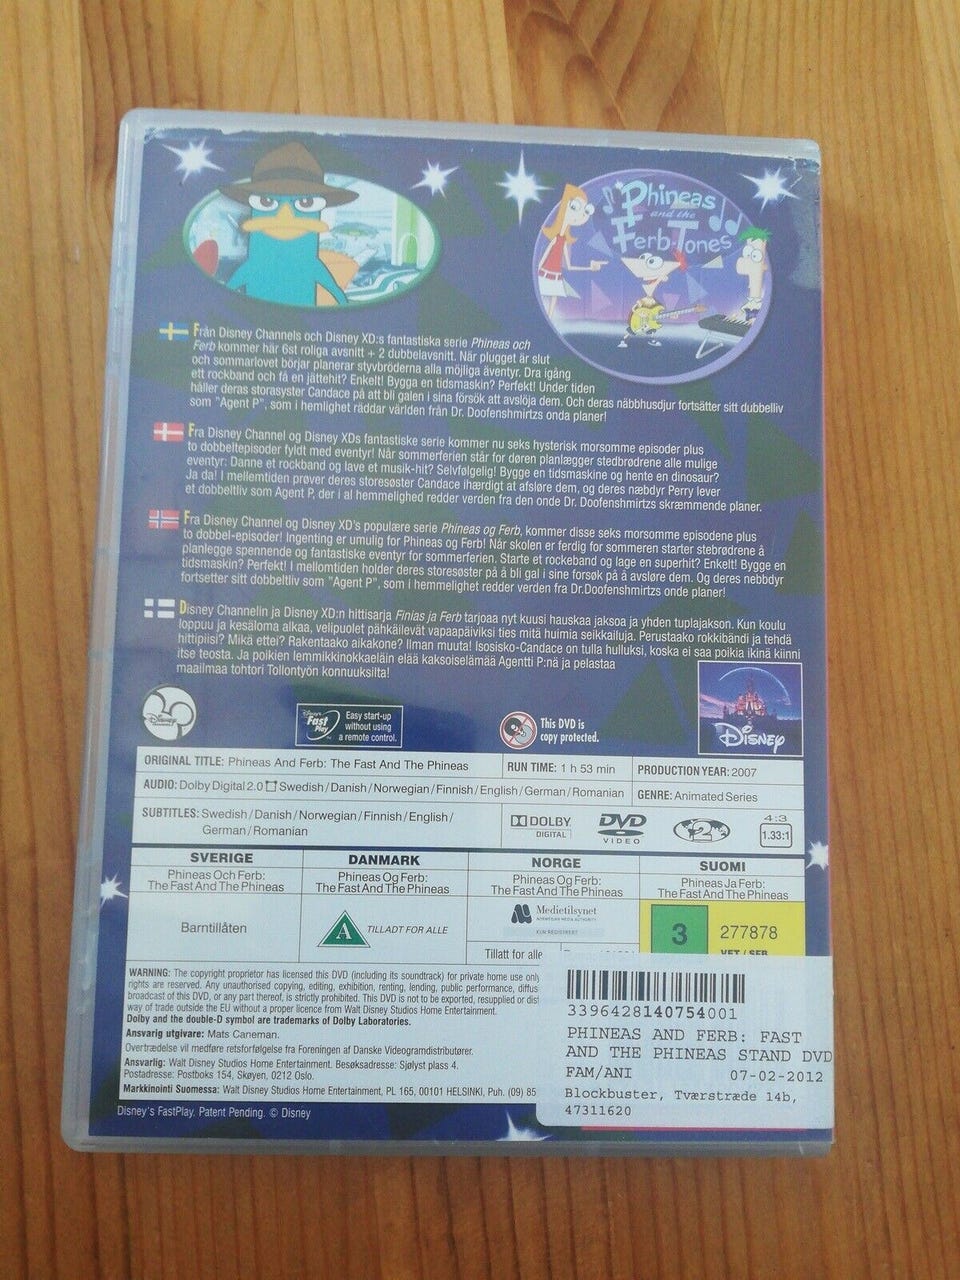 Phineas
and the
Ferb-Tones
Från Disney Channels och Disney XD:s fantastiska serie Phineas och
Ferb kommer här 6st roliga avsnitt + 2 dubbelavsnitt. När plugget är slut
och sommarlovet börjar planerar styvbröderna alla möjliga äventyr. Dra igång
ett rockband och få en jättehit? Enkelt! Bygga en tidsmaskin? Perfekt! Under tiden
håller deras storasyster Candace på att bli galen i sina försök att avslöja dem. Och deras näbbhusdjur fortsätter sitt dubbelliv
som "Agent P", som i hemlighet räddar världen från Dr. Doofenshmirtzs onda planer!
Fra Disney Channel og Disney XDs fantastiske serie kommer nu seks hysterisk morsomme episoder plus
to dobbeltepisoder fyldt med eventyr! Når sommerferien står for døren planlægger stedbrødrene alle mulige
eventyr: Danne et rockband og lave et musik-hit? Selvfølgelig! Bygge en tidsmaskine og hente en dinosaur?
Ja da! I mellemtiden prøver deres storesøster Candace ihærdigt at afsløre dem, og deres næbdyr Perry lever
et dobbeltliv som Agent P, der i al hemmelighed redder verden fra den onde Dr. Doofenshmirtzs skræmmende planer.
Fra Disney Channel og Disney XD's populære serie Phineas og Ferb, kommer disse seks morsomme episodene plus
to dobbel-episoder! Ingenting er umulig for Phineas og Ferb! Når skolen er ferdig for sommeren starter stebrødrene å
planlegge spennende og fantastiske eventyr for sommerferien. Starte et rockeband og lage en superhit? Enkelt! Bygge en
tidsmaskin? Perfekt! I mellomtiden holder deres storesøster på å bli gal i sine forsøk på å avsløre dem. Og deres nebbdyr
fortsetter sitt dobbeltliv som "Agent P", som i hemmelighet redder verden fra Dr.Doofenshmirtzs onde planer!
Disney Channelin ja Disney XD:n hittisarja Finias ja Ferb tarjoaa nyt kuusi hauskaa jaksoa ja yhden tuplajakson. Kun koulu
loppuu ja kesäloma alkaa, velipuolet pähkäilevät vapaapäiviksi ties mitä huimia seikkailuja. Perustaako rokkibändi ja tehdä
hittipiisi? Mikä ettei? Rakentaako aikakone? Ilman muuta! Isosisko-Candace on tulla hulluksi, koska ei saa poikia ikinä kiinni
itse teosta. Ja poikien lemmikkinokkaeläin elää kaksoiselämää Agentti P:nä ja pelastaa
maailmaa tohtori Tollontyön konnuuksilta!
Disney
Disney's
Fast
Play
Easy start-up
without using
a remote control.
This DVD is
copy protected.
Disney
ORIGINAL TITLE: Phineas And Ferb: The Fast And The Phineas
RUN TIME: 1 h 53 min
PRODUCTION YEAR: 2007
AUDIO: Dolby Digital 2.0 Swedish/Danish/Norwegian/Finnish/English/German/Romanian
GENRE: Animated Series
SUBTITLES: Swedish/Danish/Norwegian/Finnish/English/
German/Romanian
DOLBY
DIGITAL
DVD
VIDEO
2
4:3
1.33:1
SVERIGE
DANMARK
NORGE
SUOMI
Phineas Och Ferb:
The Fast And The Phineas
Phineas Og Ferb:
The Fast And The Phineas
Phineas Og Ferb:
The Fast And The Phineas
Phineas Ja Ferb:
The Fast And The Phineas
Barntillåten
A
TILLADT FOR ALLE
Medietilsynet
NORWEGIAN MEDIA AUTHORITY
KUN REGISTRERT
Tillatt for alle
3
277878
VET / SFB
WARNING: The copyright proprietor has licensed this DVD (including its soundtrack) for private home use only
rights are reserved. Any unauthorised copying, editing, exhibition, renting, lending, public performance, diffus
broadcast of this DVD, or any part thereof, is strictly prohibited. This DVD is not to be exported, resupplied or dist
way of trade outside the EU without a proper licence from Walt Disney Studios Home Entertainment.
Dolby and the double-D symbol are trademarks of Dolby Laboratories.
Ansvarig utgivare: Mats Caneman.
Overtrædelse vil medføre retsforfølgelse fra Foreningen af Danske Videogramdistributører.
Ansvarlig: Walt Disney Studios Home Entertainment. Besøksadresse: Sjølyst plass 4.
Postadresse: Postboks 154, Skøyen, 0212 Oslo.
Markkinointi Suomessa: Walt Disney Studios Home Entertainment, PL 165, 00101 HELSINKI, Puh. (09) 85
Disney's FastPlay. Patent Pending. © Disney
3396428140754001
PHINEAS AND FERB: FAST
AND THE PHINEAS STAND DVD
FAM/ANI 07-02-2012
Blockbuster, Tværstræde 14b,
47311620